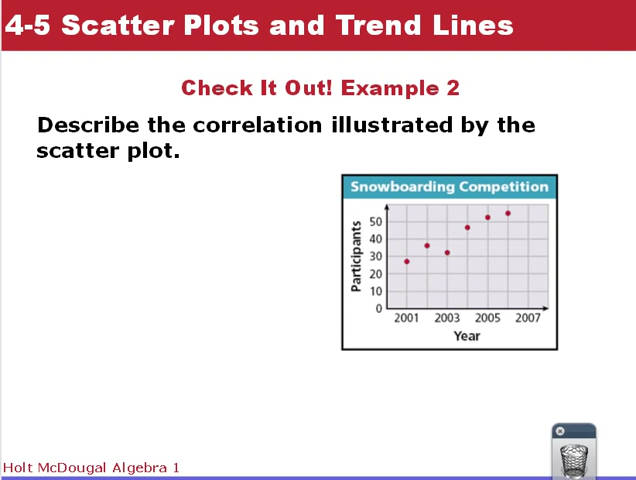 4-5 Scatter Plots and Trend Lines
Check It Out! Example 2
Describe the correlation illustrated by the
scatter plot.
Snowboarding Competition
Participants
50
40
30
20
10
0
2001 2003 2005 2007
Year
Holt McDougal Algebra 1